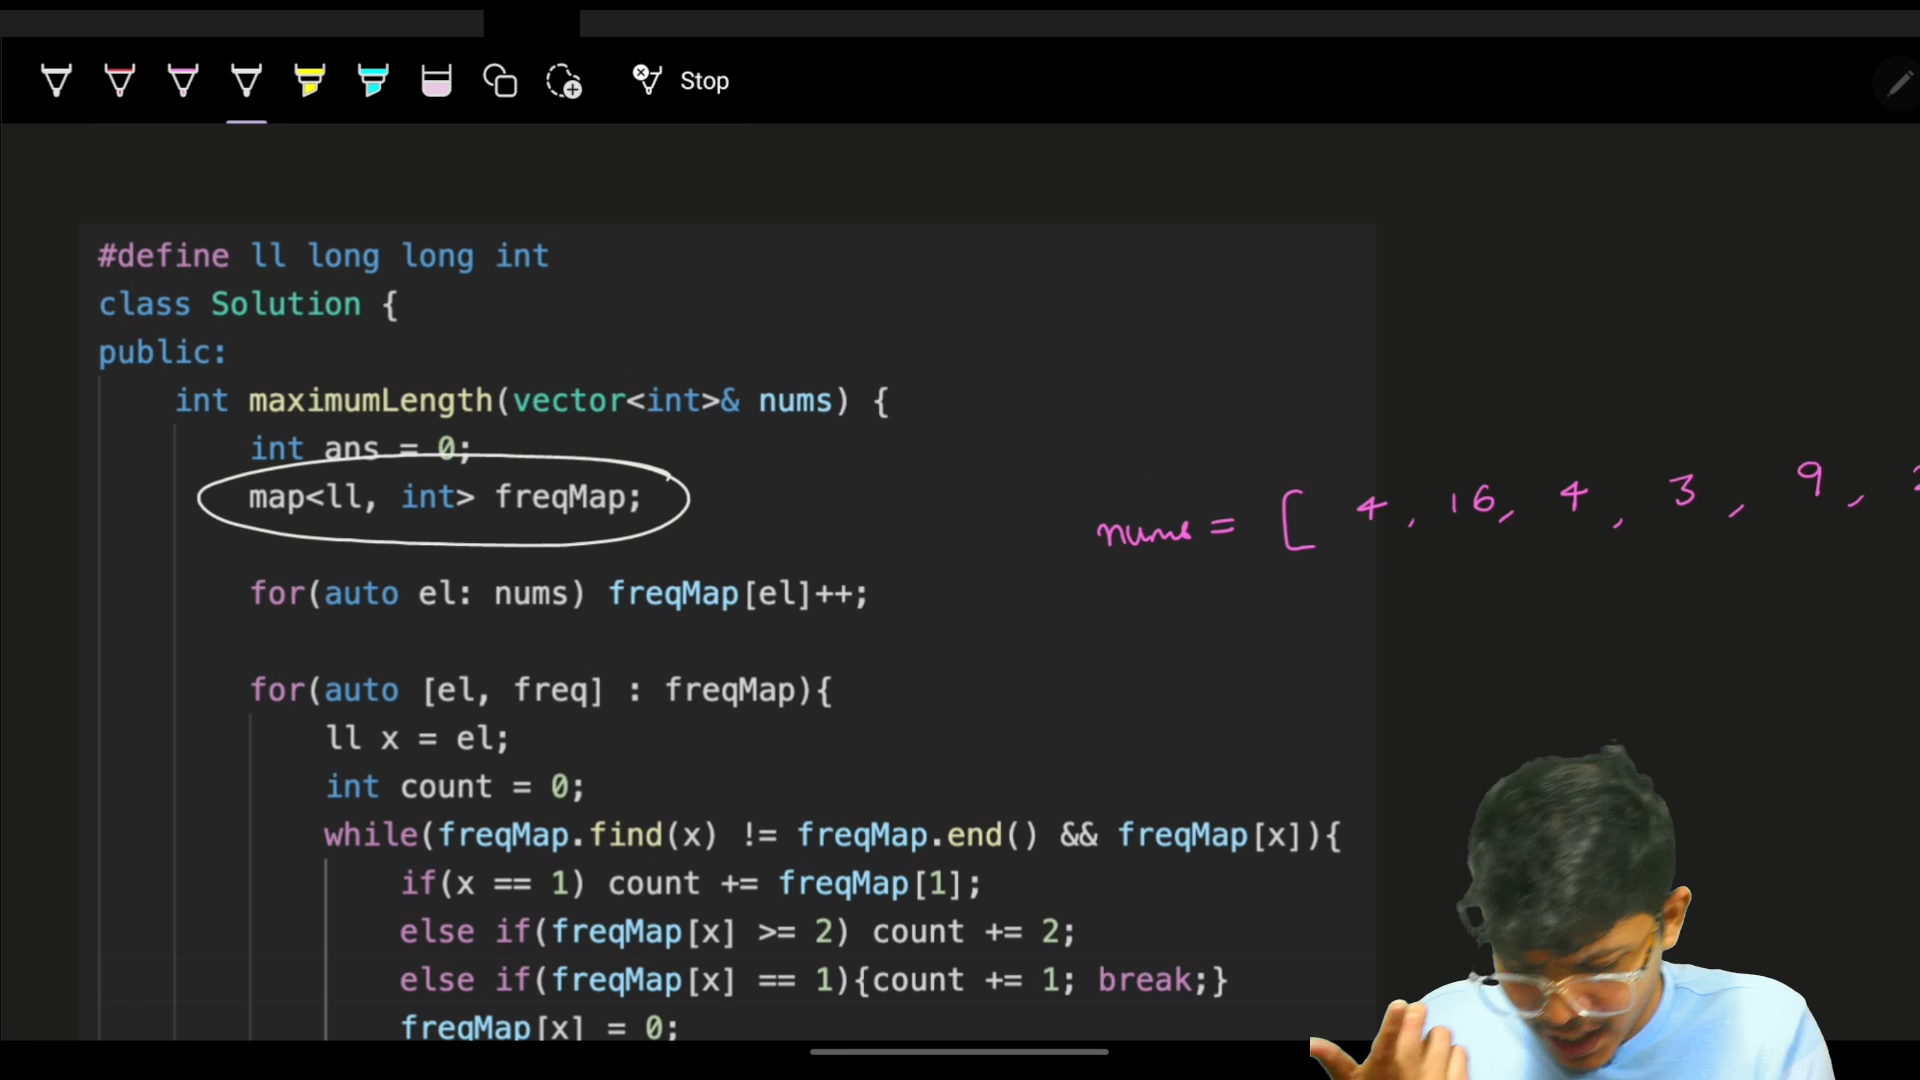 Stop
#define ll long long int
class Solution {
public:
int maximumLength(vector<int>& nums) {
int ans = 0;
map<ll, int> freqMap;
nums = [ 4, 16, 4, 3, 9,
for(auto el: nums) freqMap[el]++;
for(auto [el, freq] : freqMap){
ll x = el;
int count = 0;
while(freqMap.find(x) != freqMap.end() && freqMap[x]){
if(x == 1) count += freqMap[1];
else if(freqMap[x] >= 2) count += 2;
else if(freqMap[x] == 1){count += 1; break;}
freqMap[x] = 0;